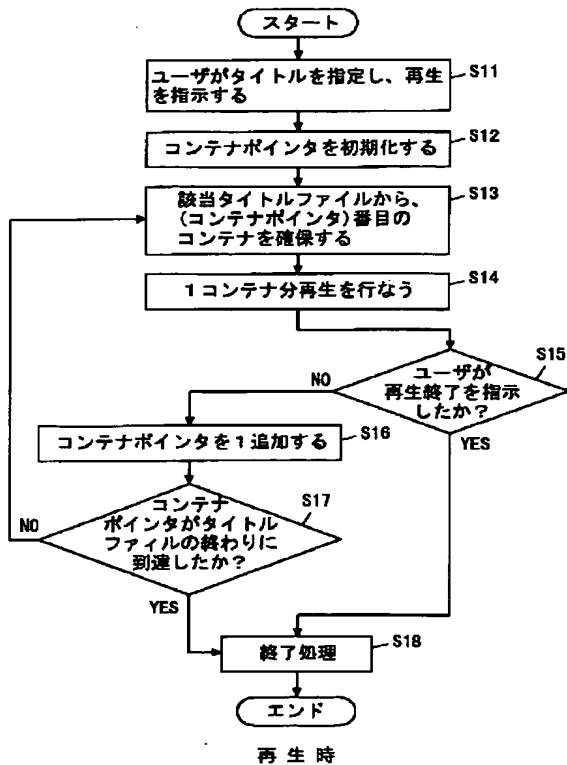 スタート
ユーザがタイトルを指定し、再生
を指示する
S11
コンテナポインタを初期化する
S12
該当タイトルファイルから、
(コンテナポインタ)番目の
コンテナを確保する
S13
1コンテナ分再生を行なう
S14
ユーザが
再生終了を指示
したか?
S15
NO
YES
コンテナポインタを1追加する
S16
コンテナ
ポインタがタイトル
ファィルの終わりに
到達したか?
S17
NO
YES
終了処理
S18
エンド
再生時